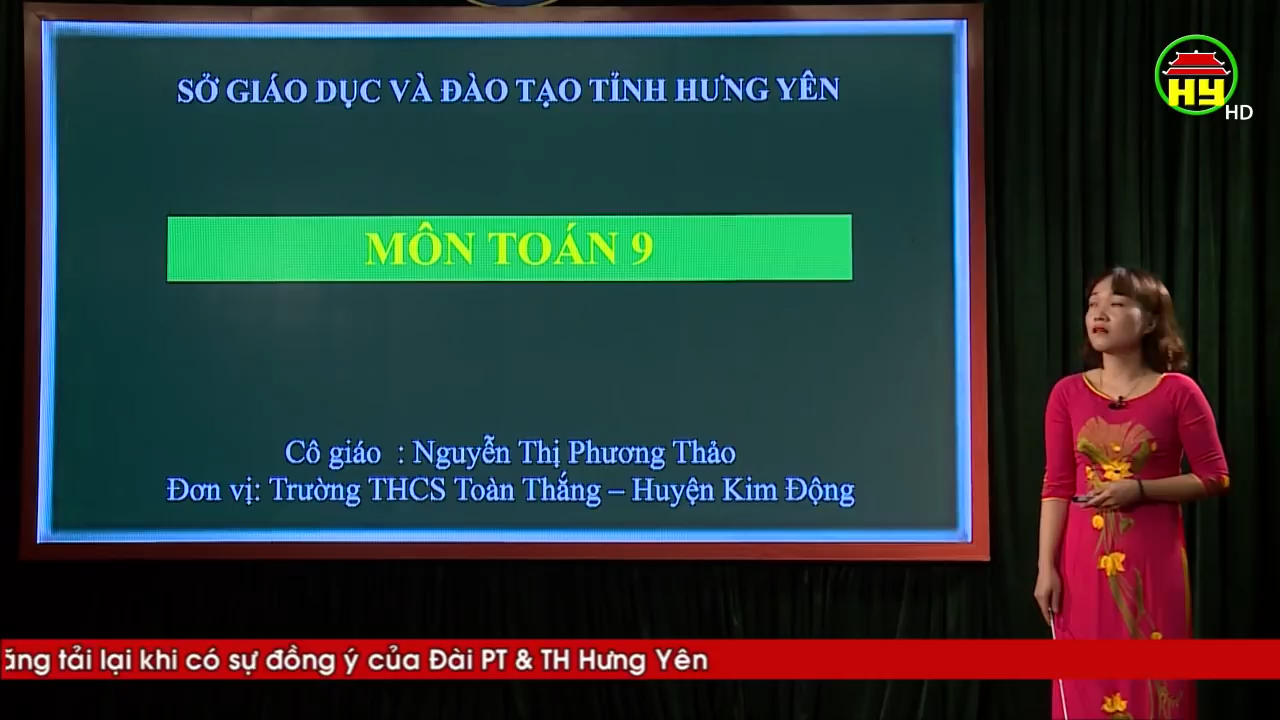 SỞ GIÁO DỤC VÀ ĐÀO TẠO TỈNH HƯNG YÊN
HY
HD
MÔN TOÁN 9
Cô giáo : Nguyễn Thị Phương Thảo
Đơn vị: Trường THCS Toàn Thắng – Huyện Kim Động
ăng tải lại khi có sự đồng ý của Đài PT & TH Hưng Yên